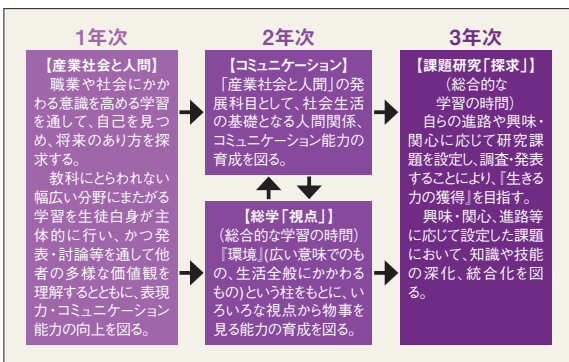 1年次
【産業社会と人問】
職業や社会にかか
わる意識を高める学習
を通して、自己を見つ
め、将来のあり方を探
求する。
教科にとらわれない
幅広い分野にまたがる
学習を生徒白身が主
体的に行い、かつ発
表・討論等を通して他
者の多様な価値観を
理解するとともに、表現
力・コミュニケーション
能力の向上を図る。
2年次
【コミュニケーション】
「産業社会と人聞」の発
展科目として、社会生活
の基礎となる人間関係、
コミュニケーション能力の
育成を図る。
【総学「視点」】
(総合的な学習の時間)
『環境』(広い意味でのも
の、生活全般にかかわる
もの)という柱をもとに、い
ろいろな視点から物事を
見る能力の育成を図る。
3年次
【課題研究「探求」】
(総合的な
学習の時間)
自らの進路や興味・
関心に応じて研究課
題を設定し、調査・発表
することにより、『生きる
力の獲得』を目指す。
興味・関心、進路等
に応じて設定した課題
において、知識や技能
の深化、統合化を図
る。